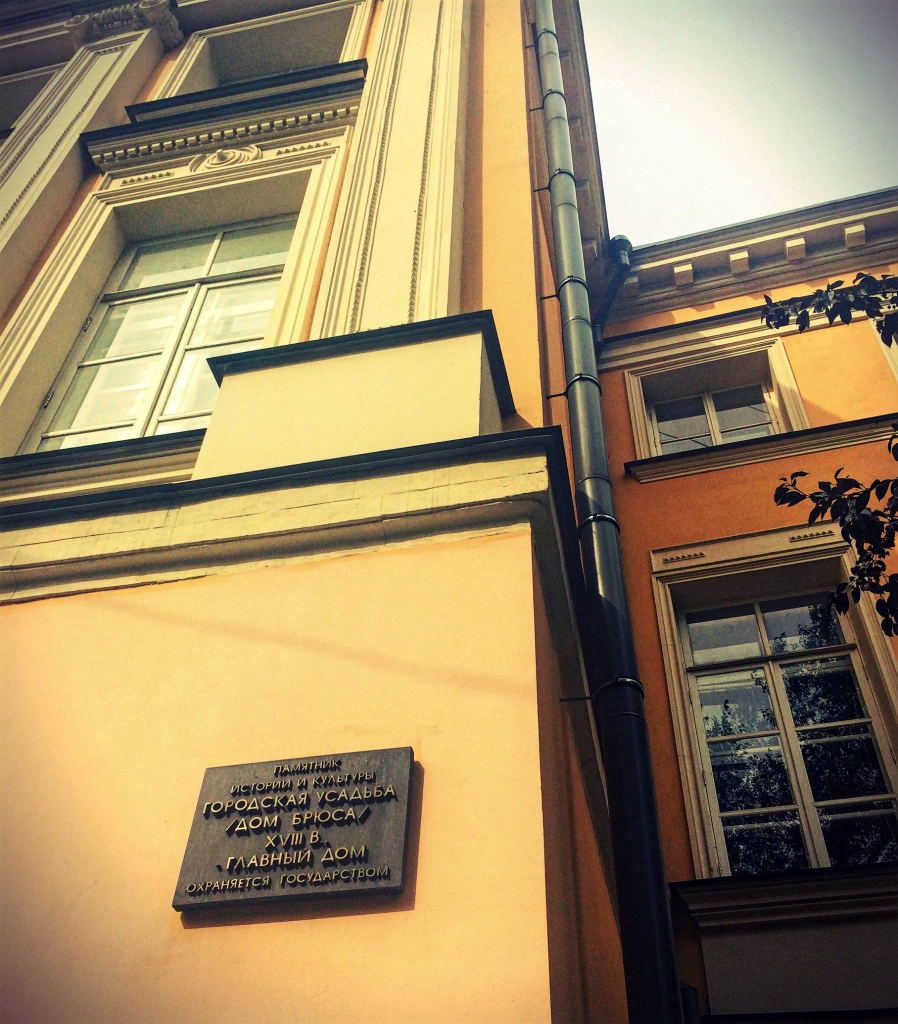 ПАМЯТНИК
ИСТОРИИ И КУЛЬТУРЫ
ГОРОДСКАЯ УСАДЬБА
/ДОМ БРЮСА/
XVIII В.,
ГЛАВНЫЙ ДОМ
ОХРАНЯЕТСЯ ГОСУДАРСТВОМ